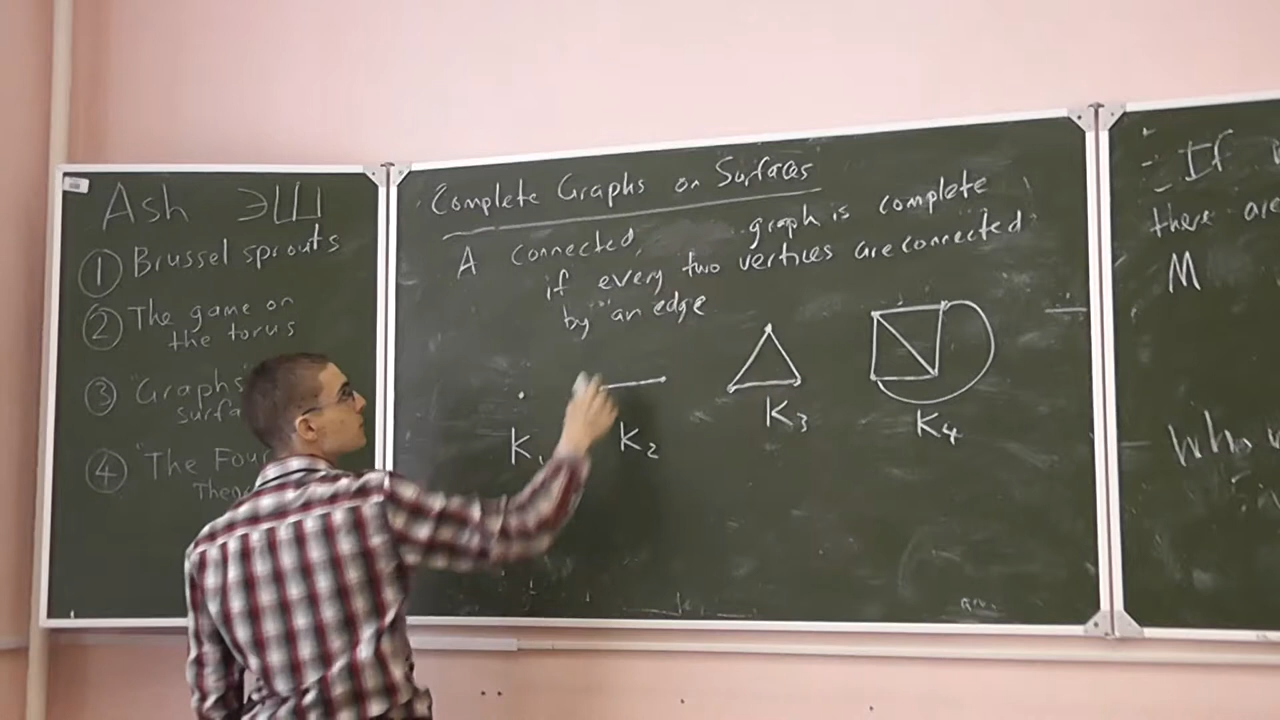 Ash ЭШ
① Brussel sprouts
② The game on
the torus
③ "Graphs
surfa
④ "The Fou
Theo
Complete Graphs on Surfaces
A connected, graph is complete
if every two vertices are connected
by "an edge
K₁
K₂
K₃
K₄
If
there are
M
Who